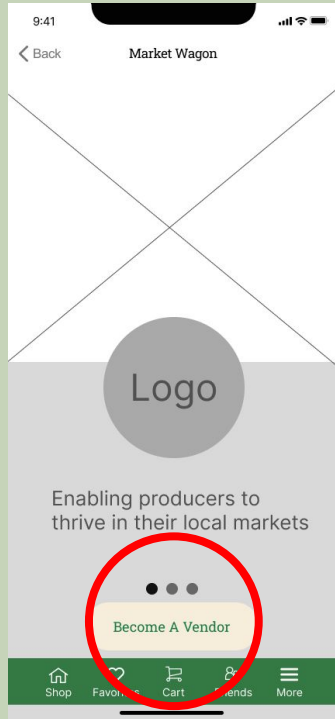 9:41
Back
Market Wagon
Logo
Enabling producers to
thrive in their local markets
Become A Vendor
Shop Cart More